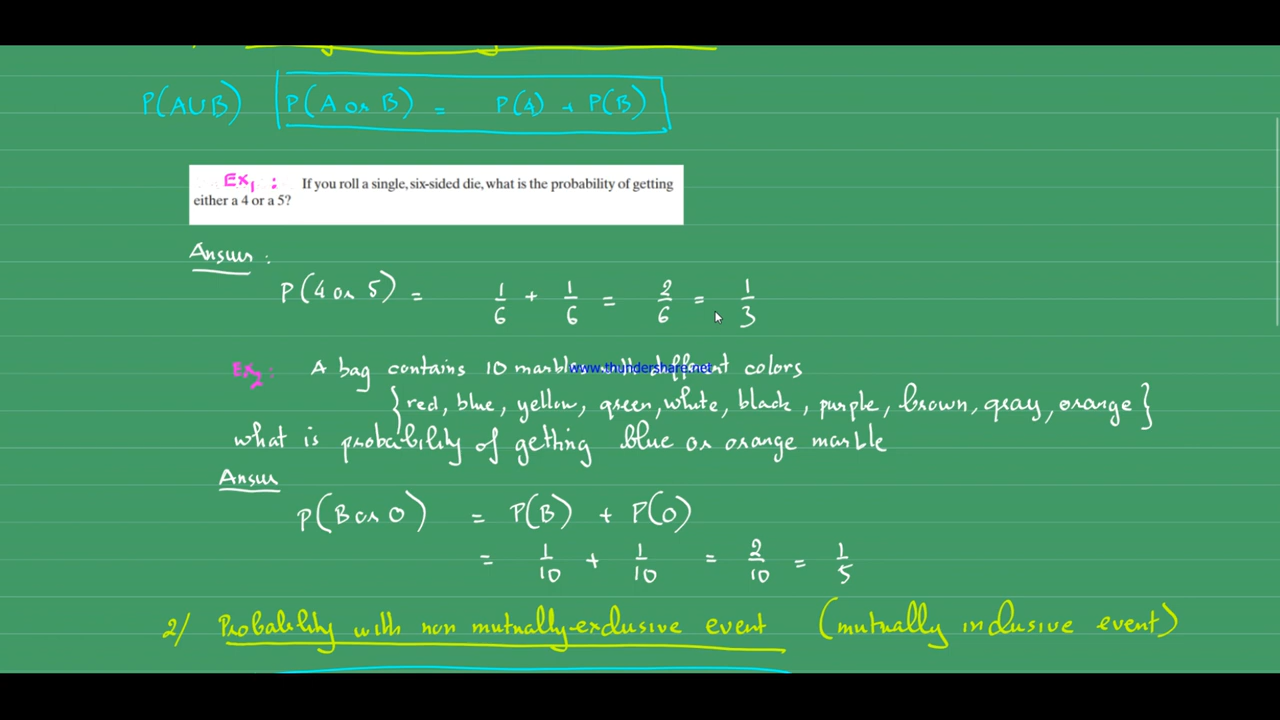 P(AUB) P(A or B) = P(A) + P(B)
Ex1 : If you roll a single, six-sided die, what is the probability of getting
either a 4 or a 5?
Answer :
P(4 or 5) = 1/6 + 1/6 = 2/6 = 1/3
Ex2 : A bag contains 10 marbles with different colors
www.thundershare.net
{red, blue, yellow, green, white, black, purple, brown, gray, orange}
what is probability of getting blue or orange marble
Answer
P(B or O) = P(B) + P(O)
= 1/10 + 1/10 = 2/10 = 1/5
2/ Probability with non mutually-exclusive event (mutually inclusive event)